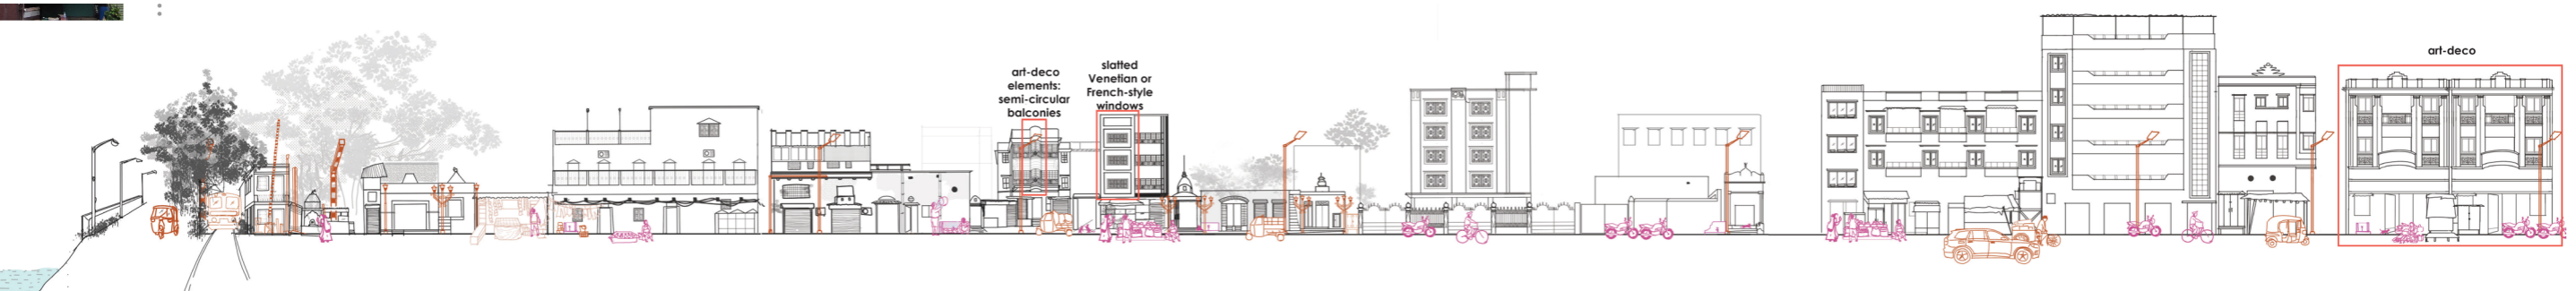 art-deco
elements:
semi-circular
balconies
slatted
Venetian or
French-style
windows
art-deco